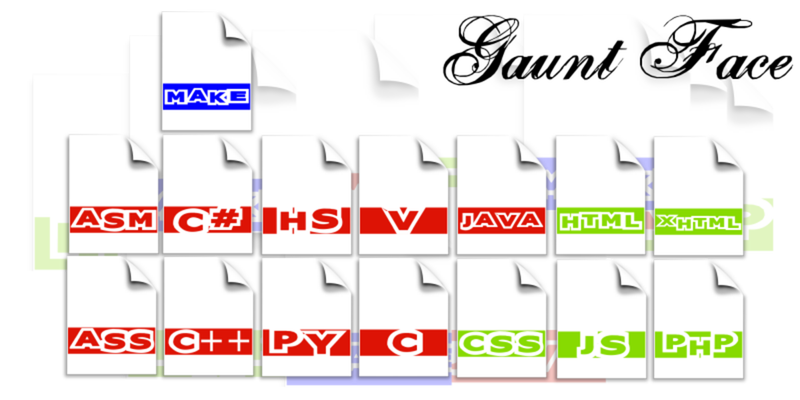 Gaunt Face
MAKE
ASM C# HS V JAVA HTML XHTML
ASS C++ PY C CSS JS PHP